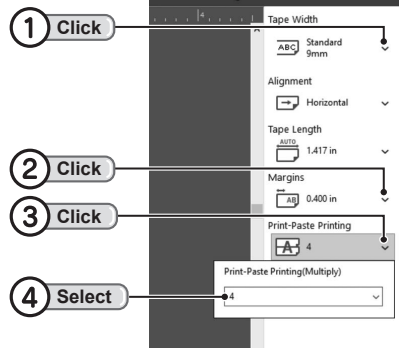 4
Tape Width
1 Click
ABC Standard
9mm
Alignment
Horizontal
Tape Length
AUTO 1.417 in
2 Click
Margins
AB 0.400 in
3 Click
Print-Paste Printing
A 4
Print-Paste Printing(Multiply)
4 Select
4